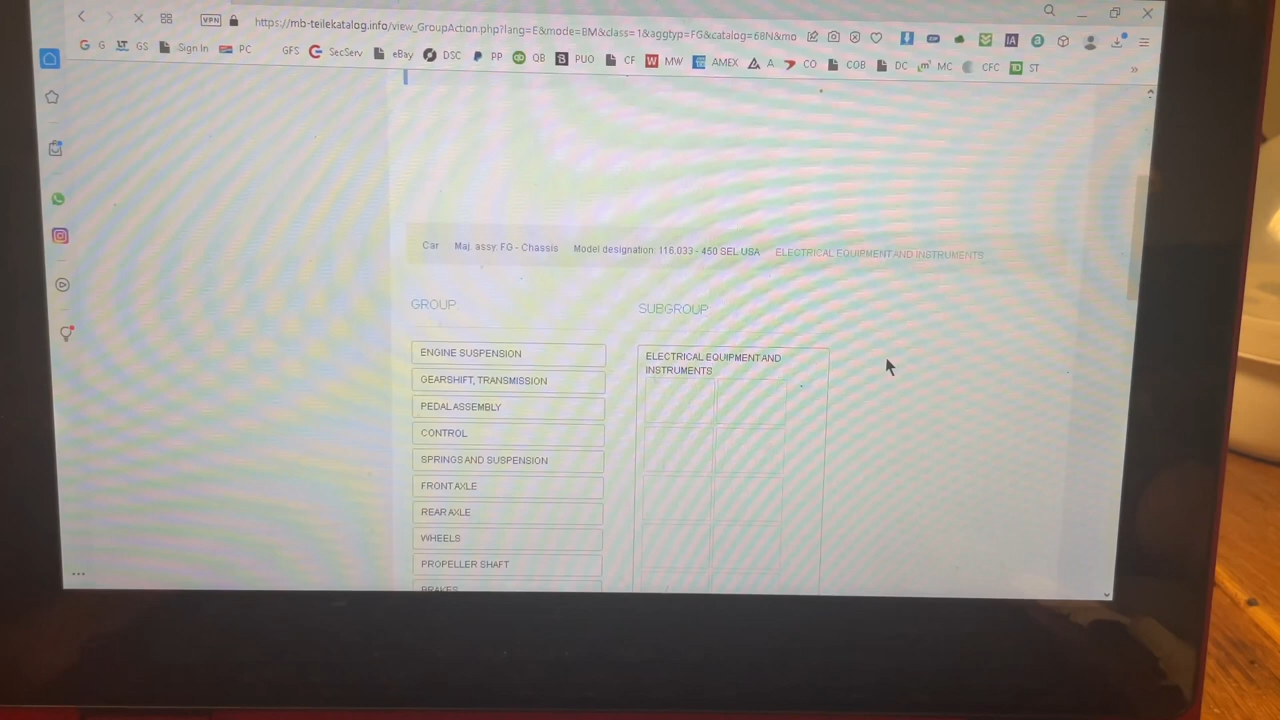 VPN https://mb-teilekatalog.info/view_GroupAction.php?lang=E&mode=BM&class=1&aggtyp=FG&catalog=68N&mo
G G LT GS Sign In PC GFS SecServ eBay DSC PP QB PUO CF MW AMEX A CO COB DC MC CFC ST
Car Maj. assy: FG - Chassis Model designation: 116.033 - 450 SEL USA ELECTRICAL EQUIPMENT AND INSTRUMENTS
GROUP
SUBGROUP
ENGINE SUSPENSION
GEARSHIFT, TRANSMISSION
PEDAL ASSEMBLY
CONTROL
SPRINGS AND SUSPENSION
FRONT AXLE
REAR AXLE
WHEELS
PROPELLER SHAFT
BRAKES
ELECTRICAL EQUIPMENT AND
INSTRUMENTS